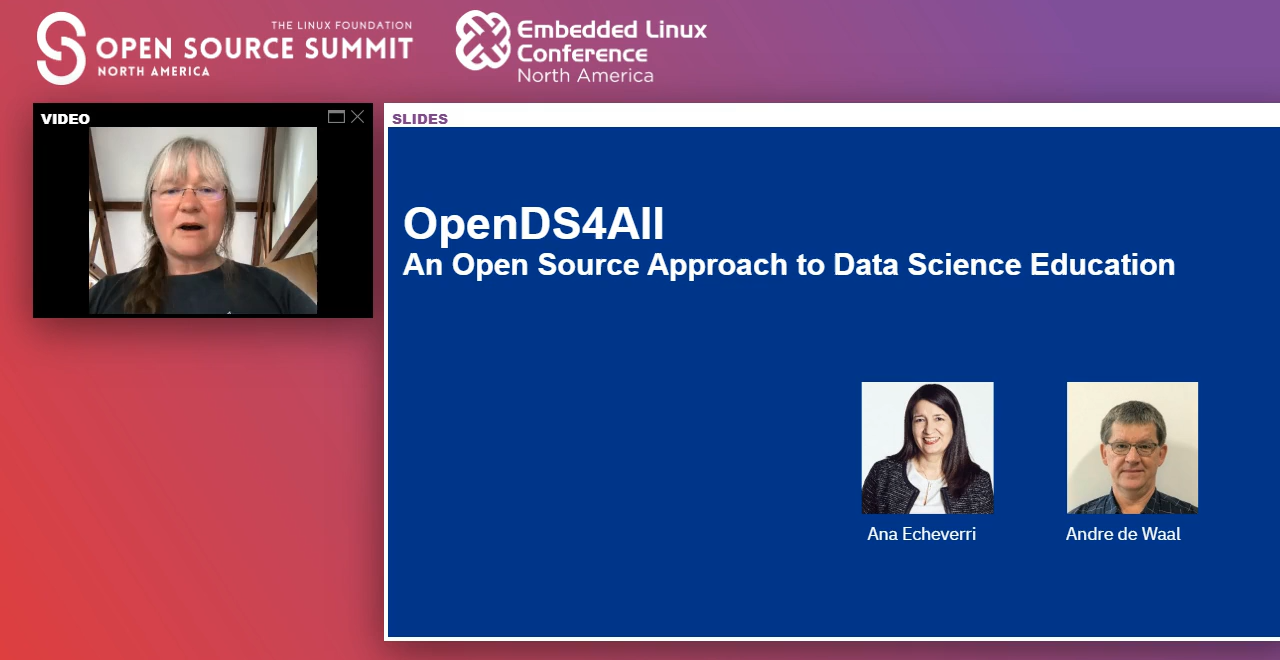 THE LINUX FOUNDATION
OPEN SOURCE SUMMIT
NORTH AMERICA
Embedded Linux
Conference
North America
VIDEO
SLIDES
OpenDS4All
An Open Source Approach to Data Science Education
Ana Echeverri
Andre de Waal